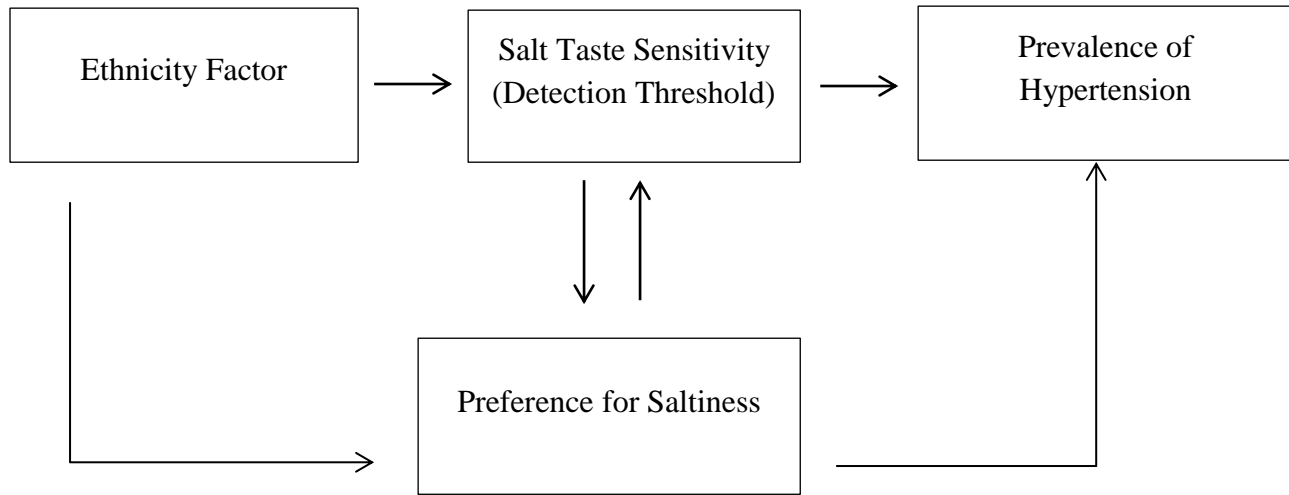 Ethnicity Factor
Salt Taste Sensitivity
(Detection Threshold)
Prevalence of
Hypertension
Preference for Saltiness